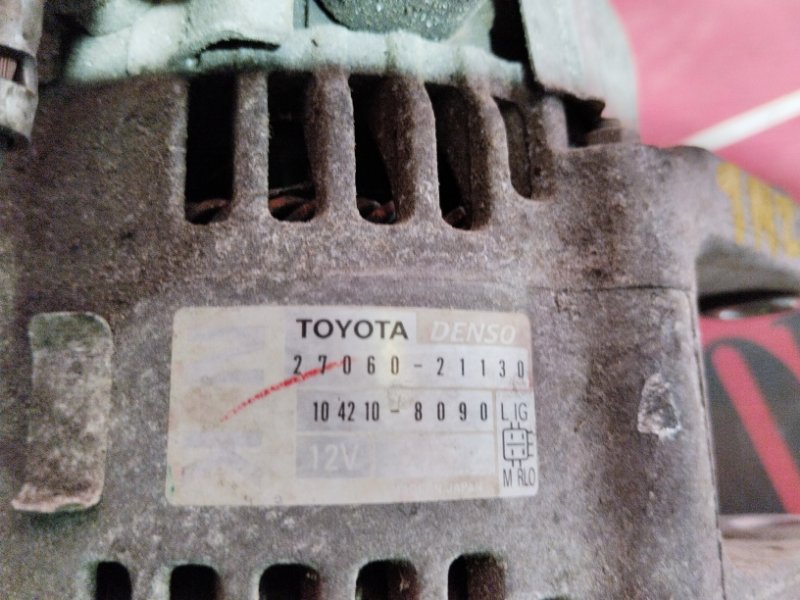 TOYOTA DENSO
27060-21130
104210-8090
L IG
12V
M RLO